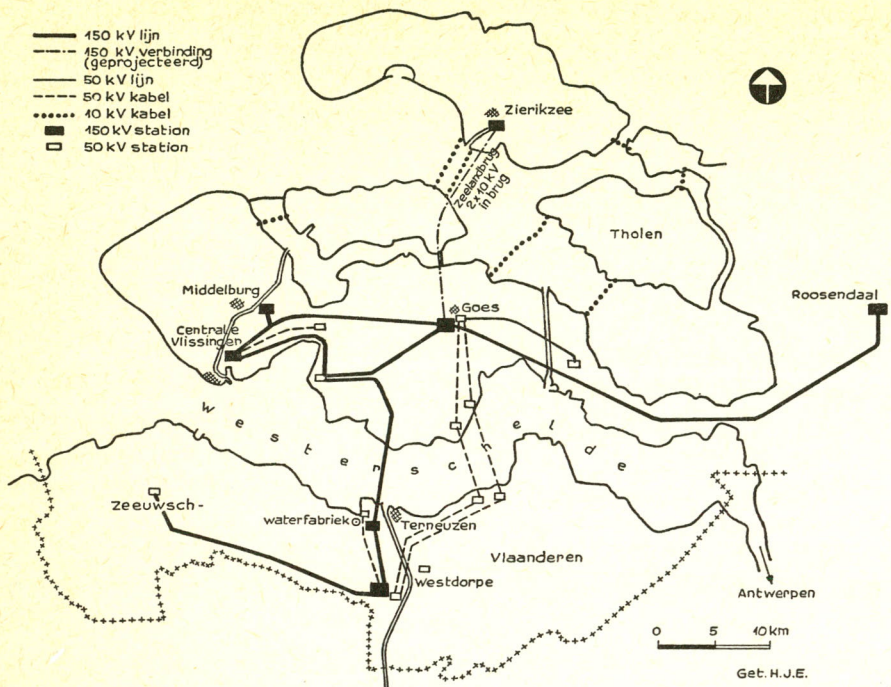 150 kV lijn
150 kV verbinding
(geprojecteerd)
50 kV lijn
50 kV kabel
10 kV kabel
150 kV station
50 kV station
Zierikzee
Zeelandbrug
2x10 kV
in brug
Tholen
Middelburg
Goes
Roosendaal
Centrale
Vlissingen
Westerschelde
Zeeuwsch-
waterfabriek
Terneuzen
Vlaanderen
Westdorpe
Antwerpen
0 5 10 km
Get. H.J.E.